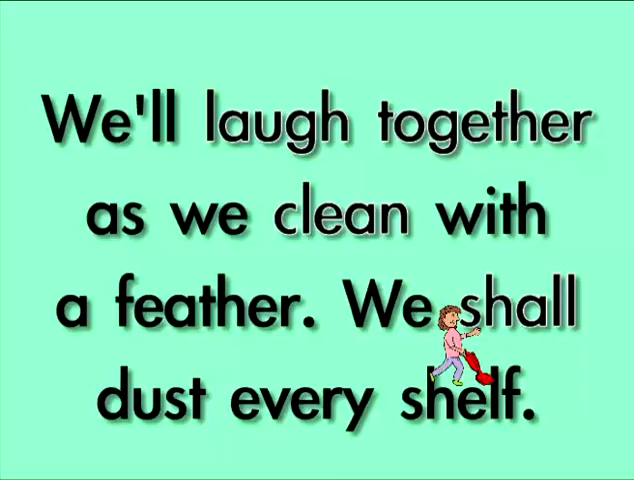 We'll laugh together
as we clean with
a feather. We shall
dust every shelf.